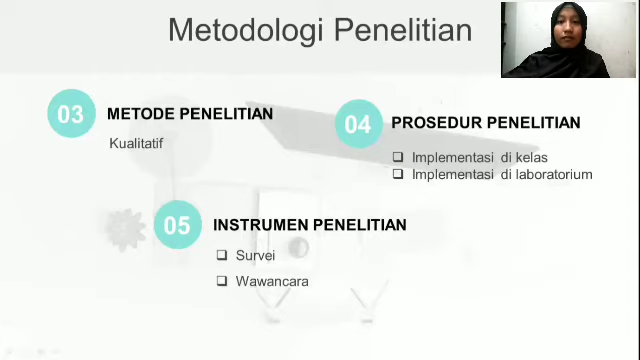 Metodologi Penelitian
03
METODE PENELITIAN
Kualitatif
04
PROSEDUR PENELITIAN
Implementasi di kelas
Implementasi di laboratorium
05
INSTRUMEN PENELITIAN
Survei
Wawancara